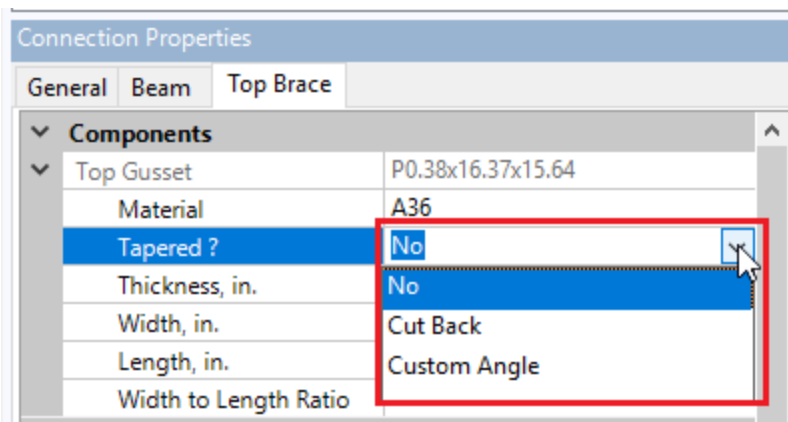 Connection Properties
General Beam Top Brace
Components
Top Gusset P0.38x16.37x15.64
Material A36
Tapered ? No
Thickness, in. No
Width, in. Cut Back
Length, in. Custom Angle
Width to Length Ratio